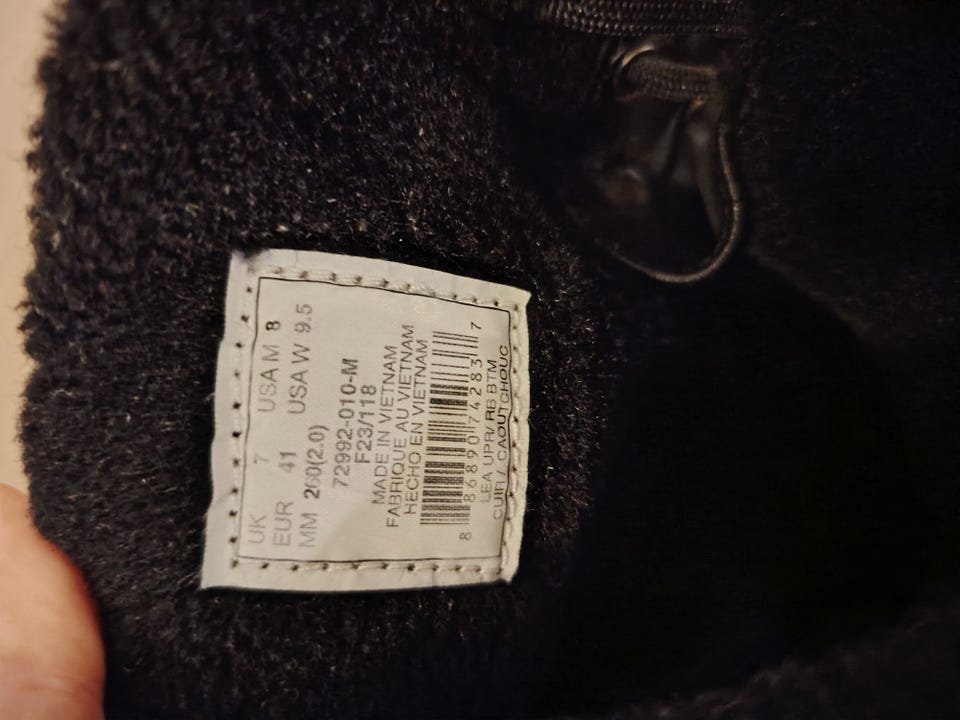 UK 7 USA M 8
EUR 41 USA W 9.5
MM 260(2.0)
72992-010-M
F23/118
MADE IN VIETNAM
FABRIQUE AU VIETNAM
HECHO EN VIETNAM
8 86890 74283 7
LEA UPR/ RB BTM
CUIR / CAOUTCHOUC